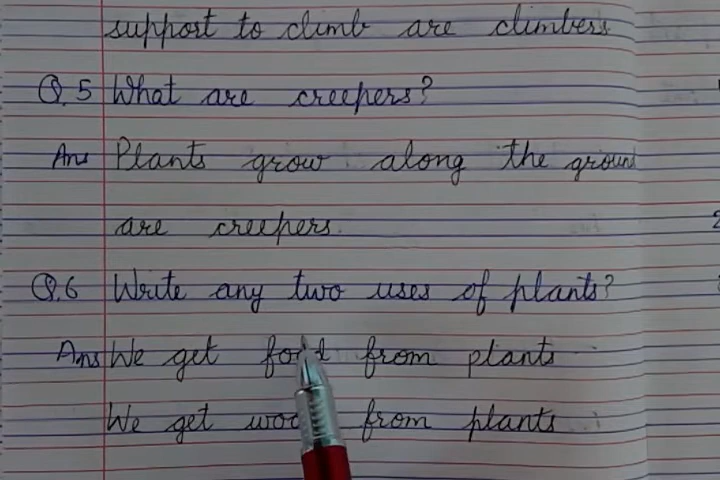 support to climb are climbers
Q.5 What are creepers?
Ans Plants grow along the ground
are creepers.
Q.6 Write any two uses of plants?
Ans We get food from plants
We get from plants